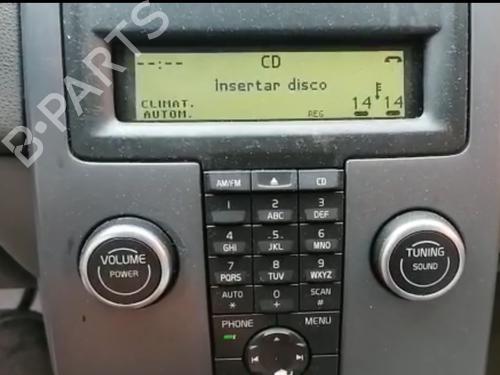 --:-- CD
Insertar disco
CLIMAT.
AUTOM. REG 14 14
AM/FM CD
1 2 ABC 3 DEF
4 GHI 5 JKL 6 MNO
7 PQRS 8 TUV 9 WXYZ
AUTO * 0 + SCAN #
PHONE MENU
VOLUME
POWER
TUNING
SOUND
B-PARTS